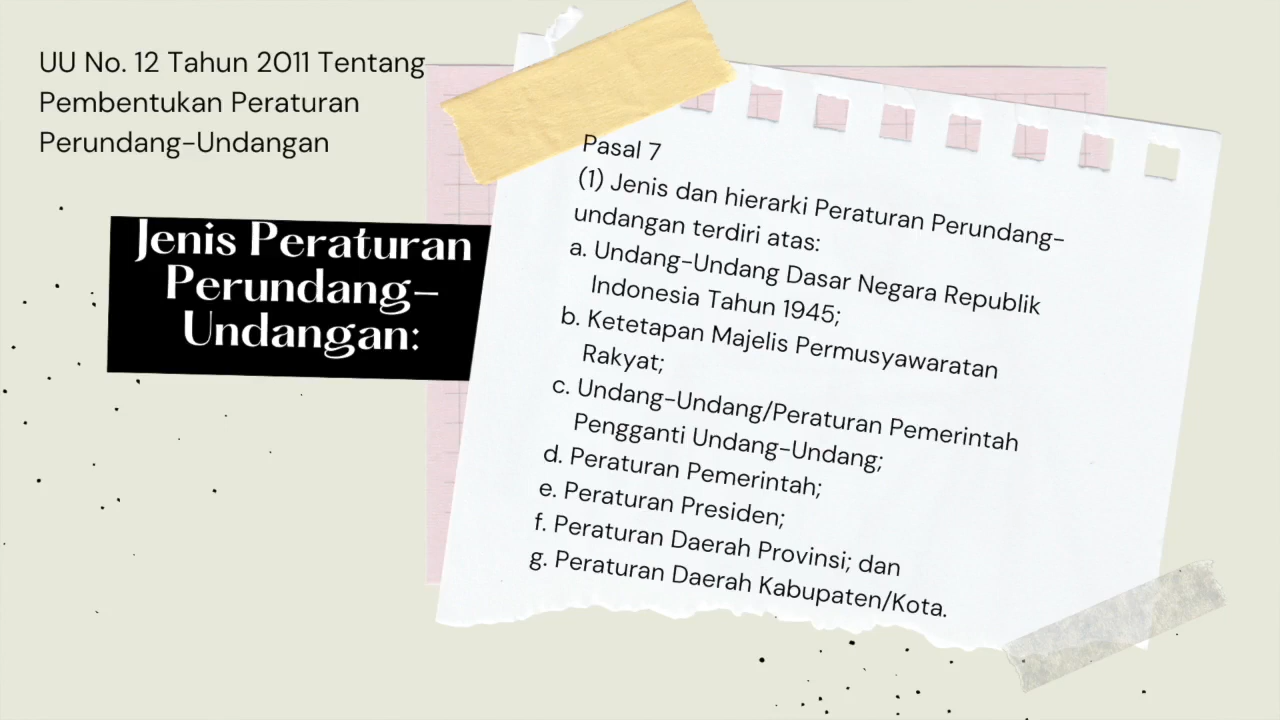 UU No. 12 Tahun 2011 Tentang
Pembentukan Peraturan
Perundang-Undangan
Jenis Peraturan
Perundang-
Undangan:
Pasal 7
(1) Jenis dan hierarki Peraturan Perundang-
undangan terdiri atas:
a. Undang-Undang Dasar Negara Republik
Indonesia Tahun 1945;
b. Ketetapan Majelis Permusyawaratan
Rakyat;
c. Undang-Undang/Peraturan Pemerintah
Pengganti Undang-Undang;
d. Peraturan Pemerintah;
e. Peraturan Presiden;
f. Peraturan Daerah Provinsi; dan
g. Peraturan Daerah Kabupaten/Kota.